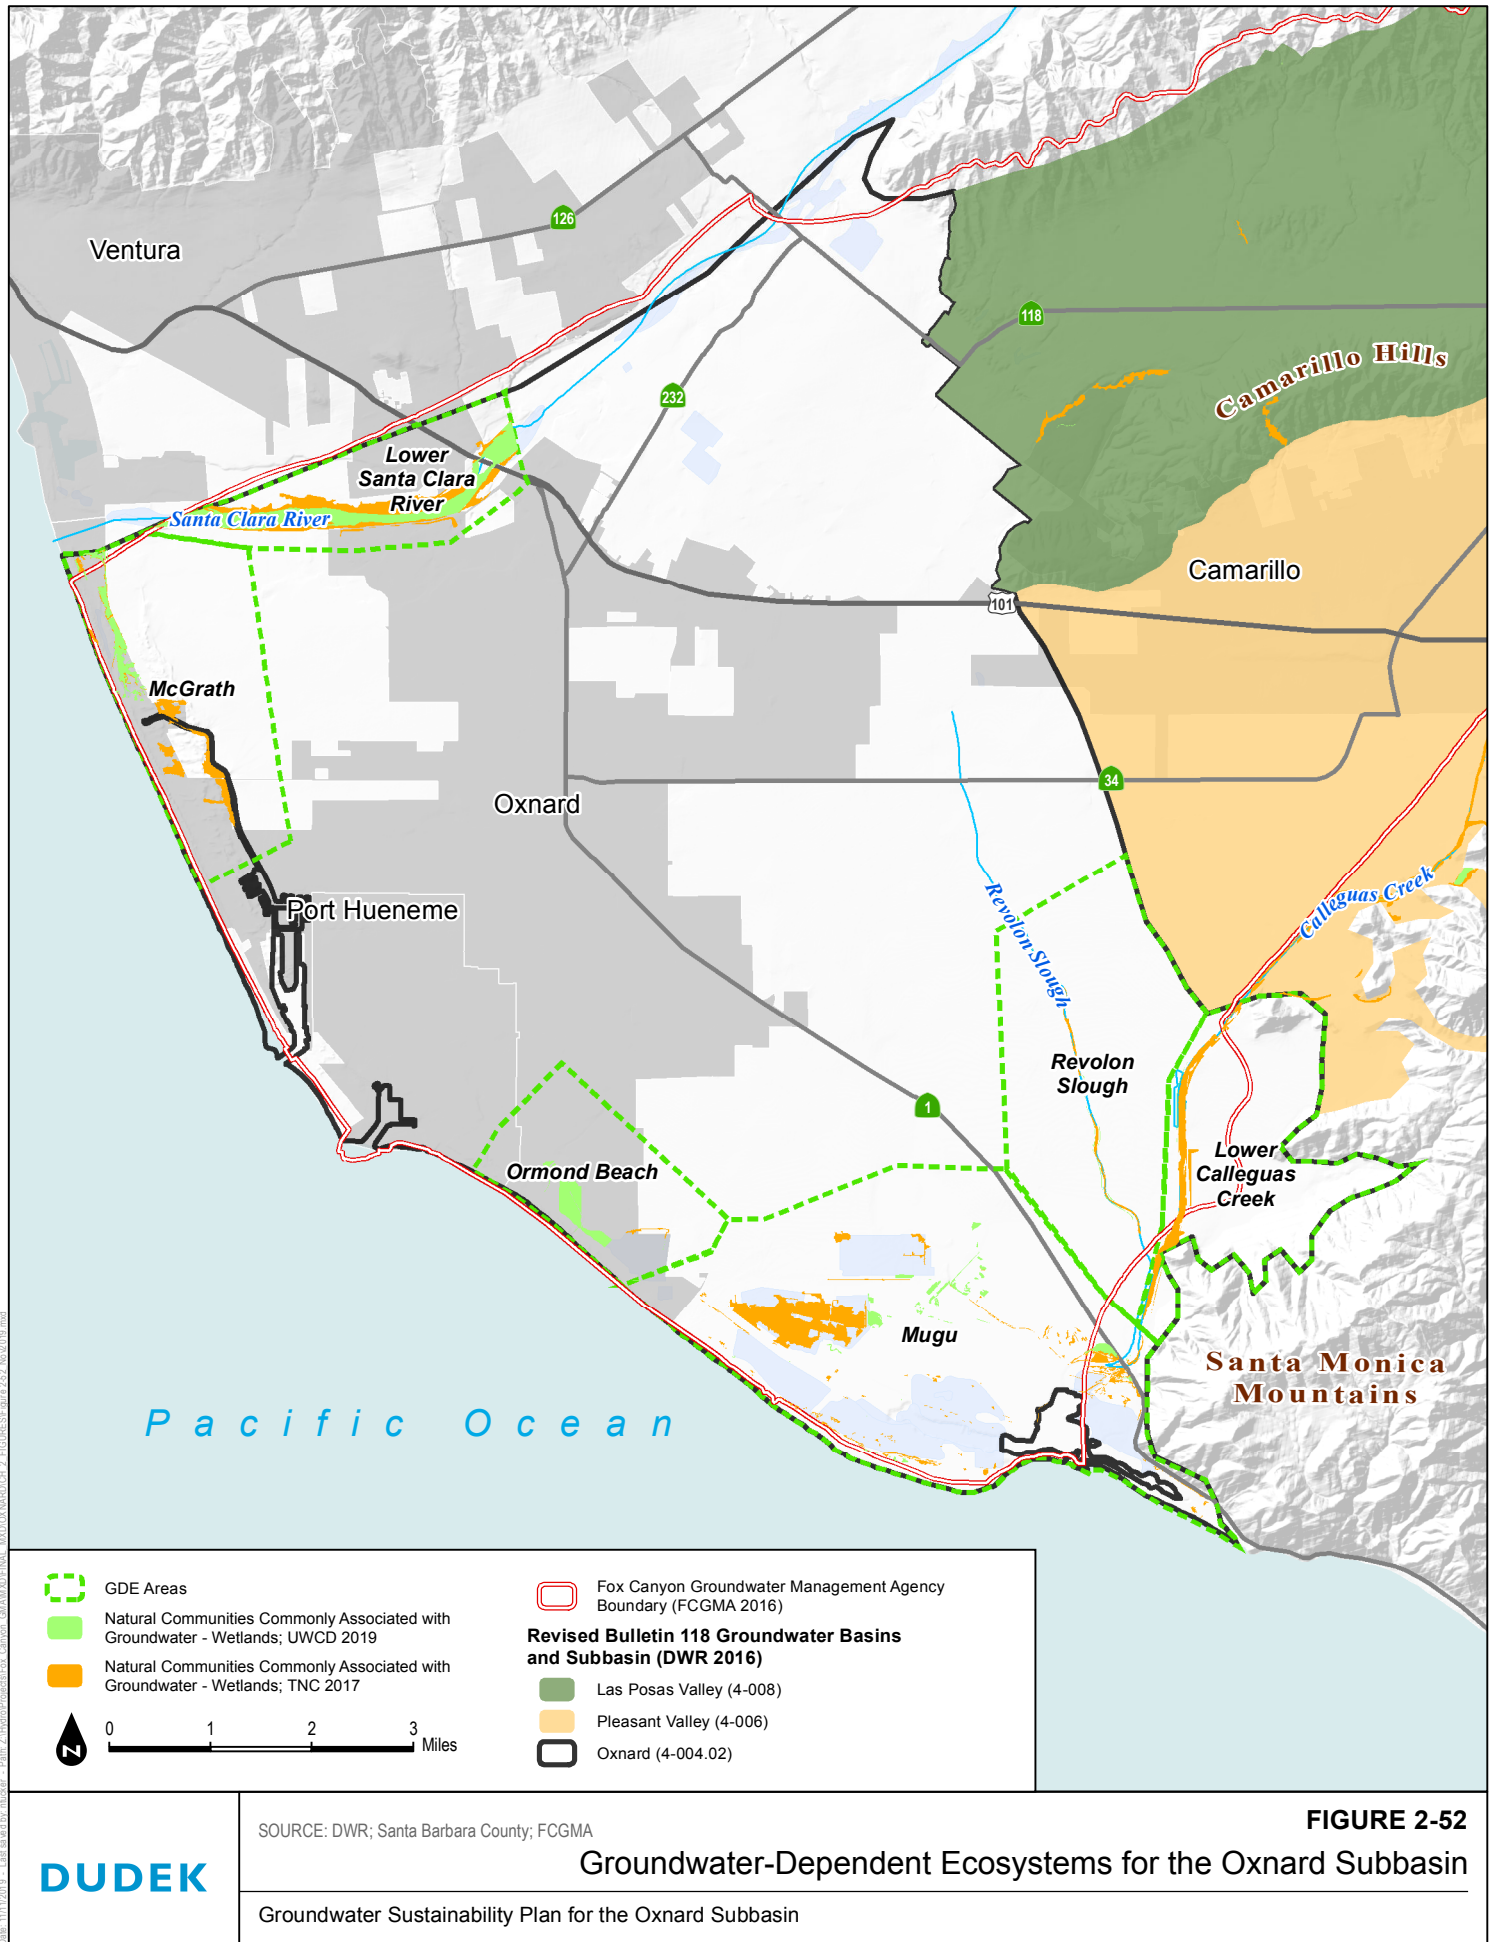 Ventura
126
118
Camarillo Hills
232
Lower
Santa Clara
River
Santa Clara River
Camarillo
101
McGrath
34
Oxnard
Revolon Slough
Calleguas Creek
Port Hueneme
Revolon
Slough
1
Lower
Calleguas
Creek
Ormond Beach
Mugu
Santa Monica
Mountains
Pacific Ocean
GDE Areas
Natural Communities Commonly Associated with
Groundwater - Wetlands; UWCD 2019
Natural Communities Commonly Associated with
Groundwater - Wetlands; TNC 2017
N
0 1 2 3
Miles
Fox Canyon Groundwater Management Agency
Boundary (FCGMA 2016)
Revised Bulletin 118 Groundwater Basins
and Subbasin (DWR 2016)
Las Posas Valley (4-008)
Pleasant Valley (4-006)
Oxnard (4-004.02)
DUDEK
SOURCE: DWR; Santa Barbara County; FCGMA
FIGURE 2-52
Groundwater-Dependent Ecosystems for the Oxnard Subbasin
Groundwater Sustainability Plan for the Oxnard Subbasin